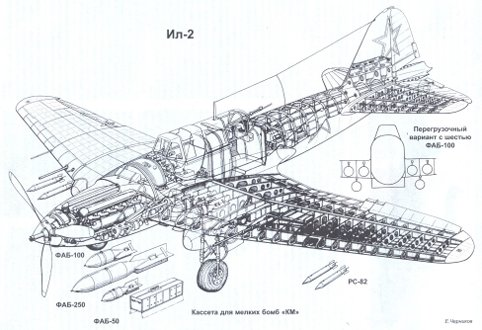 Ил-2
Перегрузочный
вариант с шестью
ФАБ-100
ФАБ-100
ФАБ-250
ФАБ-50
РС-82
Кассета для мелких бомб «КМ»